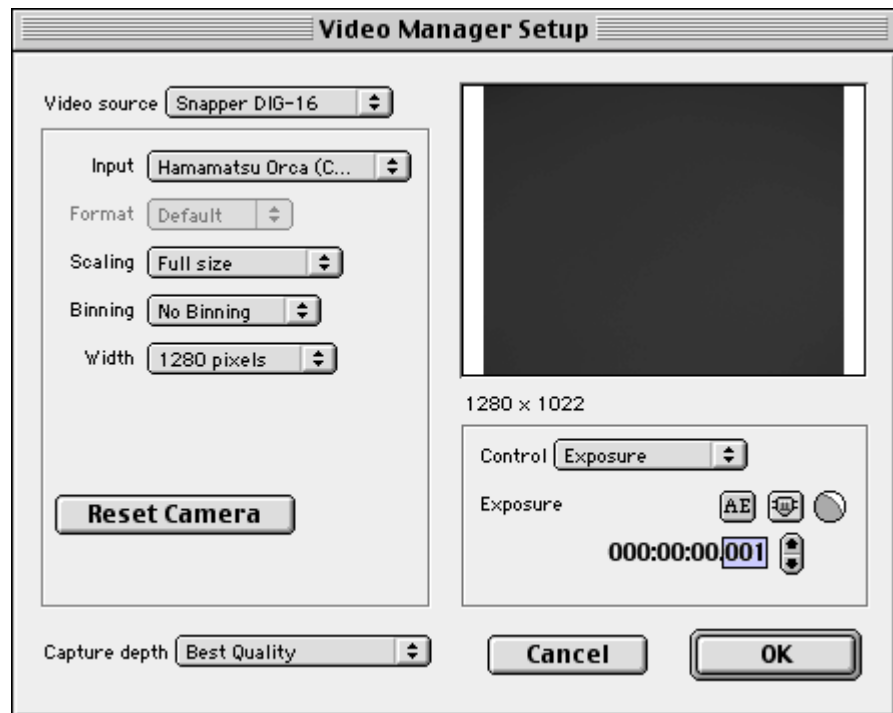 Video Manager Setup
Video source Snapper DIG-16
Input Hamamatsu Orca (C...
Format Default
Scaling Full size
Binning No Binning
Width 1280 pixels
Reset Camera
Capture depth Best Quality
1280 x 1022
Control Exposure
Exposure AE
000:00:00.001
Cancel OK